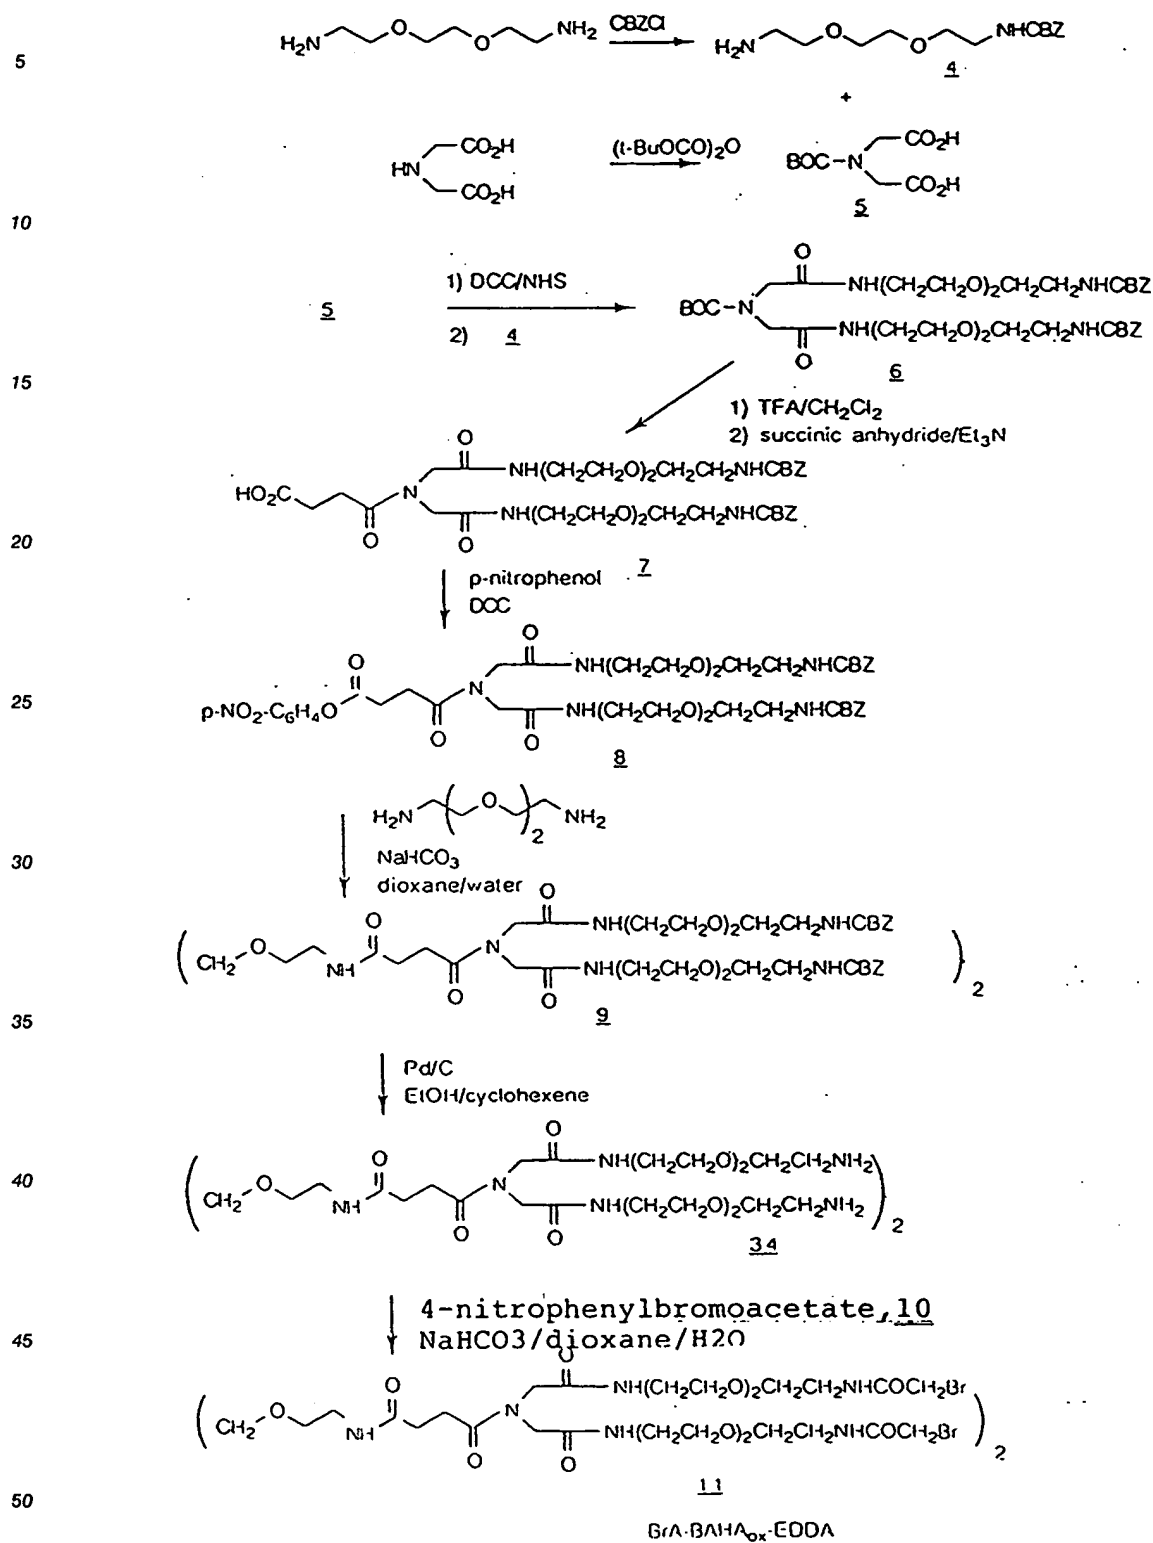 H₂N O O NH₂ CBZCl H₂N O O NHCBZ
5
4
+
CO₂H (t-BuOCO)₂O CO₂H
HN BOC-N
CO₂H CO₂H
5
10
O
1) DCC/NHS NH(CH₂CH₂O)₂CH₂CH₂NHCBZ
5 BOC-N
2) 4 NH(CH₂CH₂O)₂CH₂CH₂NHCBZ
O
6
15
1) TFA/CH₂Cl₂
2) succinic anhydride/Et₃N
O
NH(CH₂CH₂O)₂CH₂CH₂NHCBZ
HO₂C N
NH(CH₂CH₂O)₂CH₂CH₂NHCBZ
O O
20
7
p-nitrophenol
DCC
O
O NH(CH₂CH₂O)₂CH₂CH₂NHCBZ
N
25
p-NO₂-C₆H₄O NH(CH₂CH₂O)₂CH₂CH₂NHCBZ
O O
8
H₂N ( O )₂ NH₂
30
NaHCO₃
dioxane/water
O
O NH(CH₂CH₂O)₂CH₂CH₂NHCBZ
( CH₂ O NH N )₂
NH(CH₂CH₂O)₂CH₂CH₂NHCBZ
O O
9
35
Pd/C
EtOH/cyclohexene
O
O NH(CH₂CH₂O)₂CH₂CH₂NH₂
40
( CH₂ O NH N )₂
NH(CH₂CH₂O)₂CH₂CH₂NH₂
O O
34
4-nitrophenylbromoacetate,10
45
NaHCO3/dioxane/H2O
O
O NH(CH₂CH₂O)₂CH₂CH₂NHCOCH₂Br
( CH₂ O NH N )₂
NH(CH₂CH₂O)₂CH₂CH₂NHCOCH₂Br
O O
11
50
BrA-BAHAox-EDDA